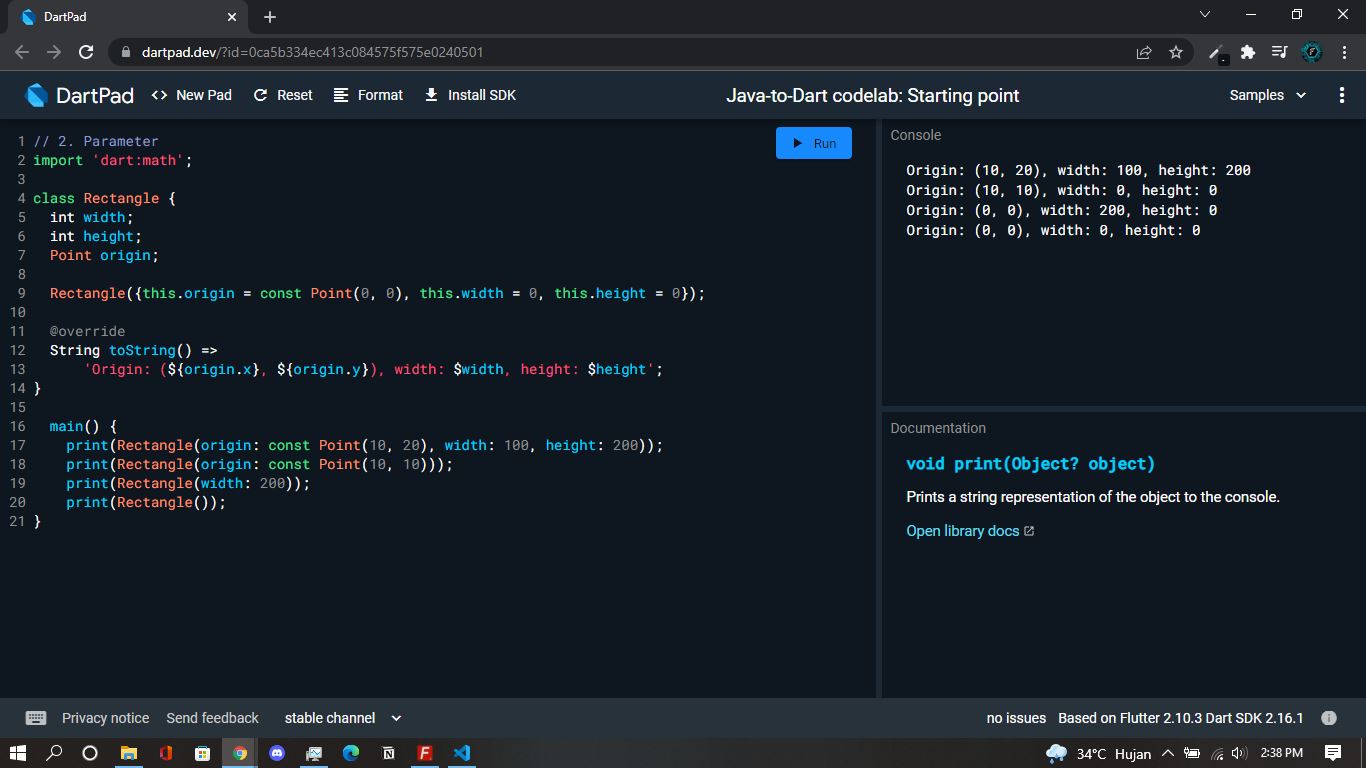 DartPad
dartpad.dev/?id=0ca5b334ec413c084575f575e0240501
DartPad
<> New Pad
Reset
Format
Install SDK
Java-to-Dart codelab: Starting point
Samples
1 // 2. Parameter
2 import 'dart:math';
3
4 class Rectangle {
5 int width;
6 int height;
7 Point origin;
8
9 Rectangle({this.origin = const Point(0, 0), this.width = 0, this.height = 0});
10
11 @override
12 String toString() =>
13 'Origin: (${origin.x}, ${origin.y}), width: $width, height: $height';
14 }
15
16 main() {
17 print(Rectangle(origin: const Point(10, 20), width: 100, height: 200));
18 print(Rectangle(origin: const Point(10, 10)));
19 print(Rectangle(width: 200));
20 print(Rectangle());
21 }
Run
Console
Origin: (10, 20), width: 100, height: 200
Origin: (10, 10), width: 0, height: 0
Origin: (0, 0), width: 200, height: 0
Origin: (0, 0), width: 0, height: 0
Documentation
void print(Object? object)
Prints a string representation of the object to the console.
Open library docs
Privacy notice
Send feedback
stable channel
no issues
Based on Flutter 2.10.3 Dart SDK 2.16.1
34°C Hujan
2:38 PM